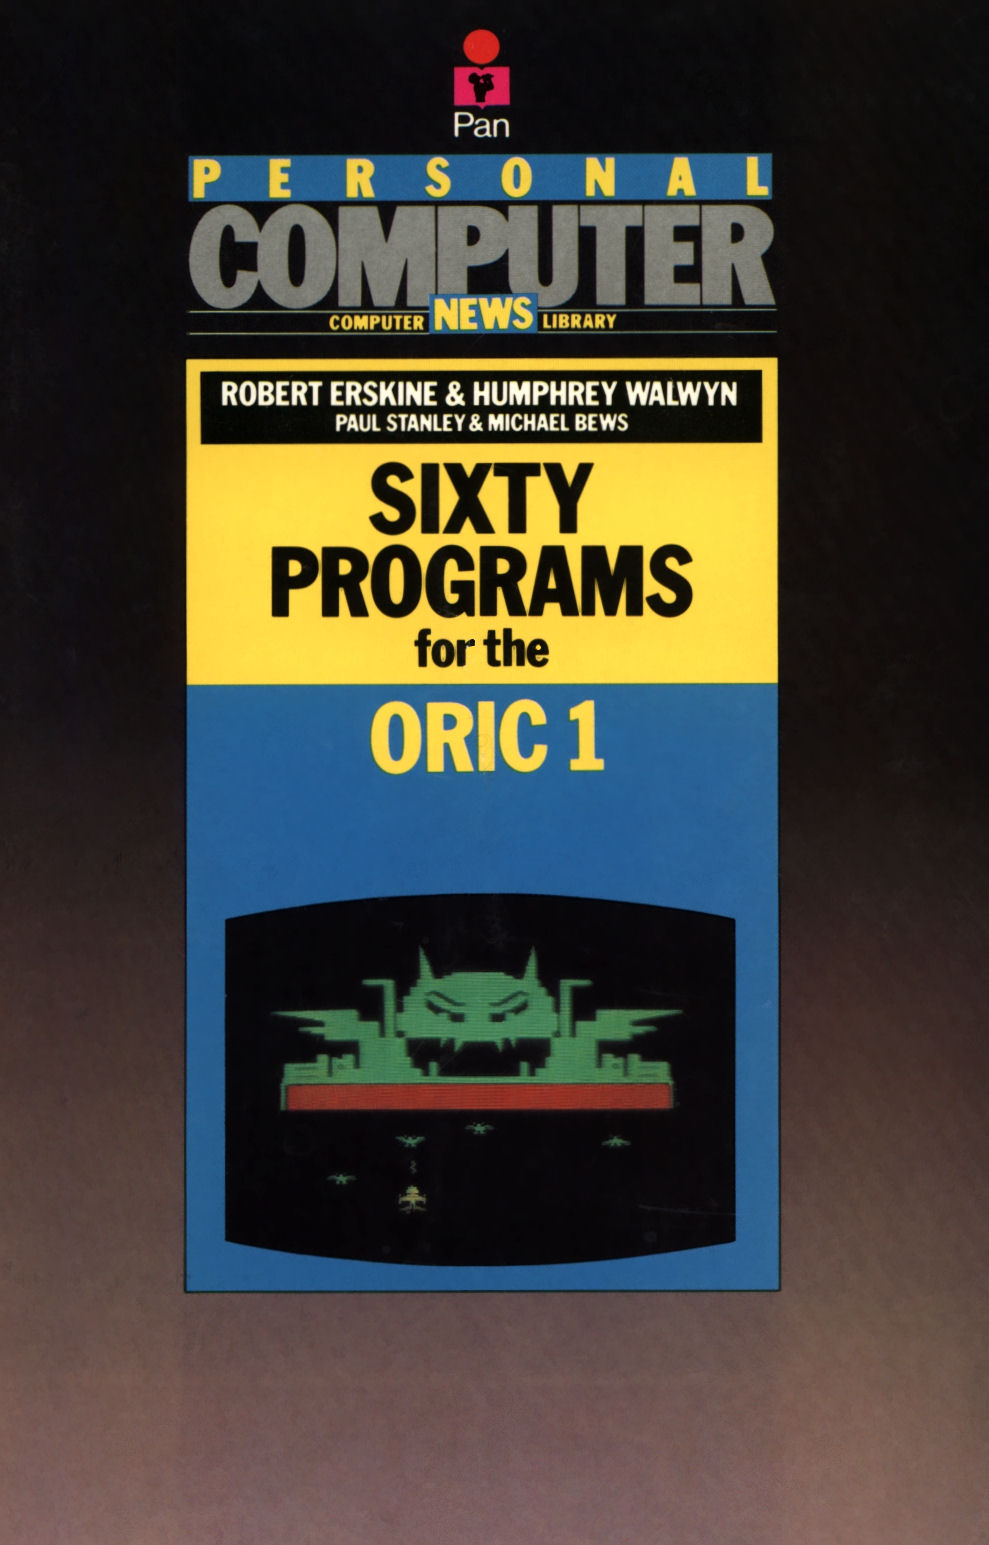 Pan
PERSONAL
COMPUTER
COMPUTER NEWS LIBRARY
ROBERT ERSKINE & HUMPHREY WALWYN
PAUL STANLEY & MICHAEL BEWS
SIXTY
PROGRAMS
for the
ORIC 1